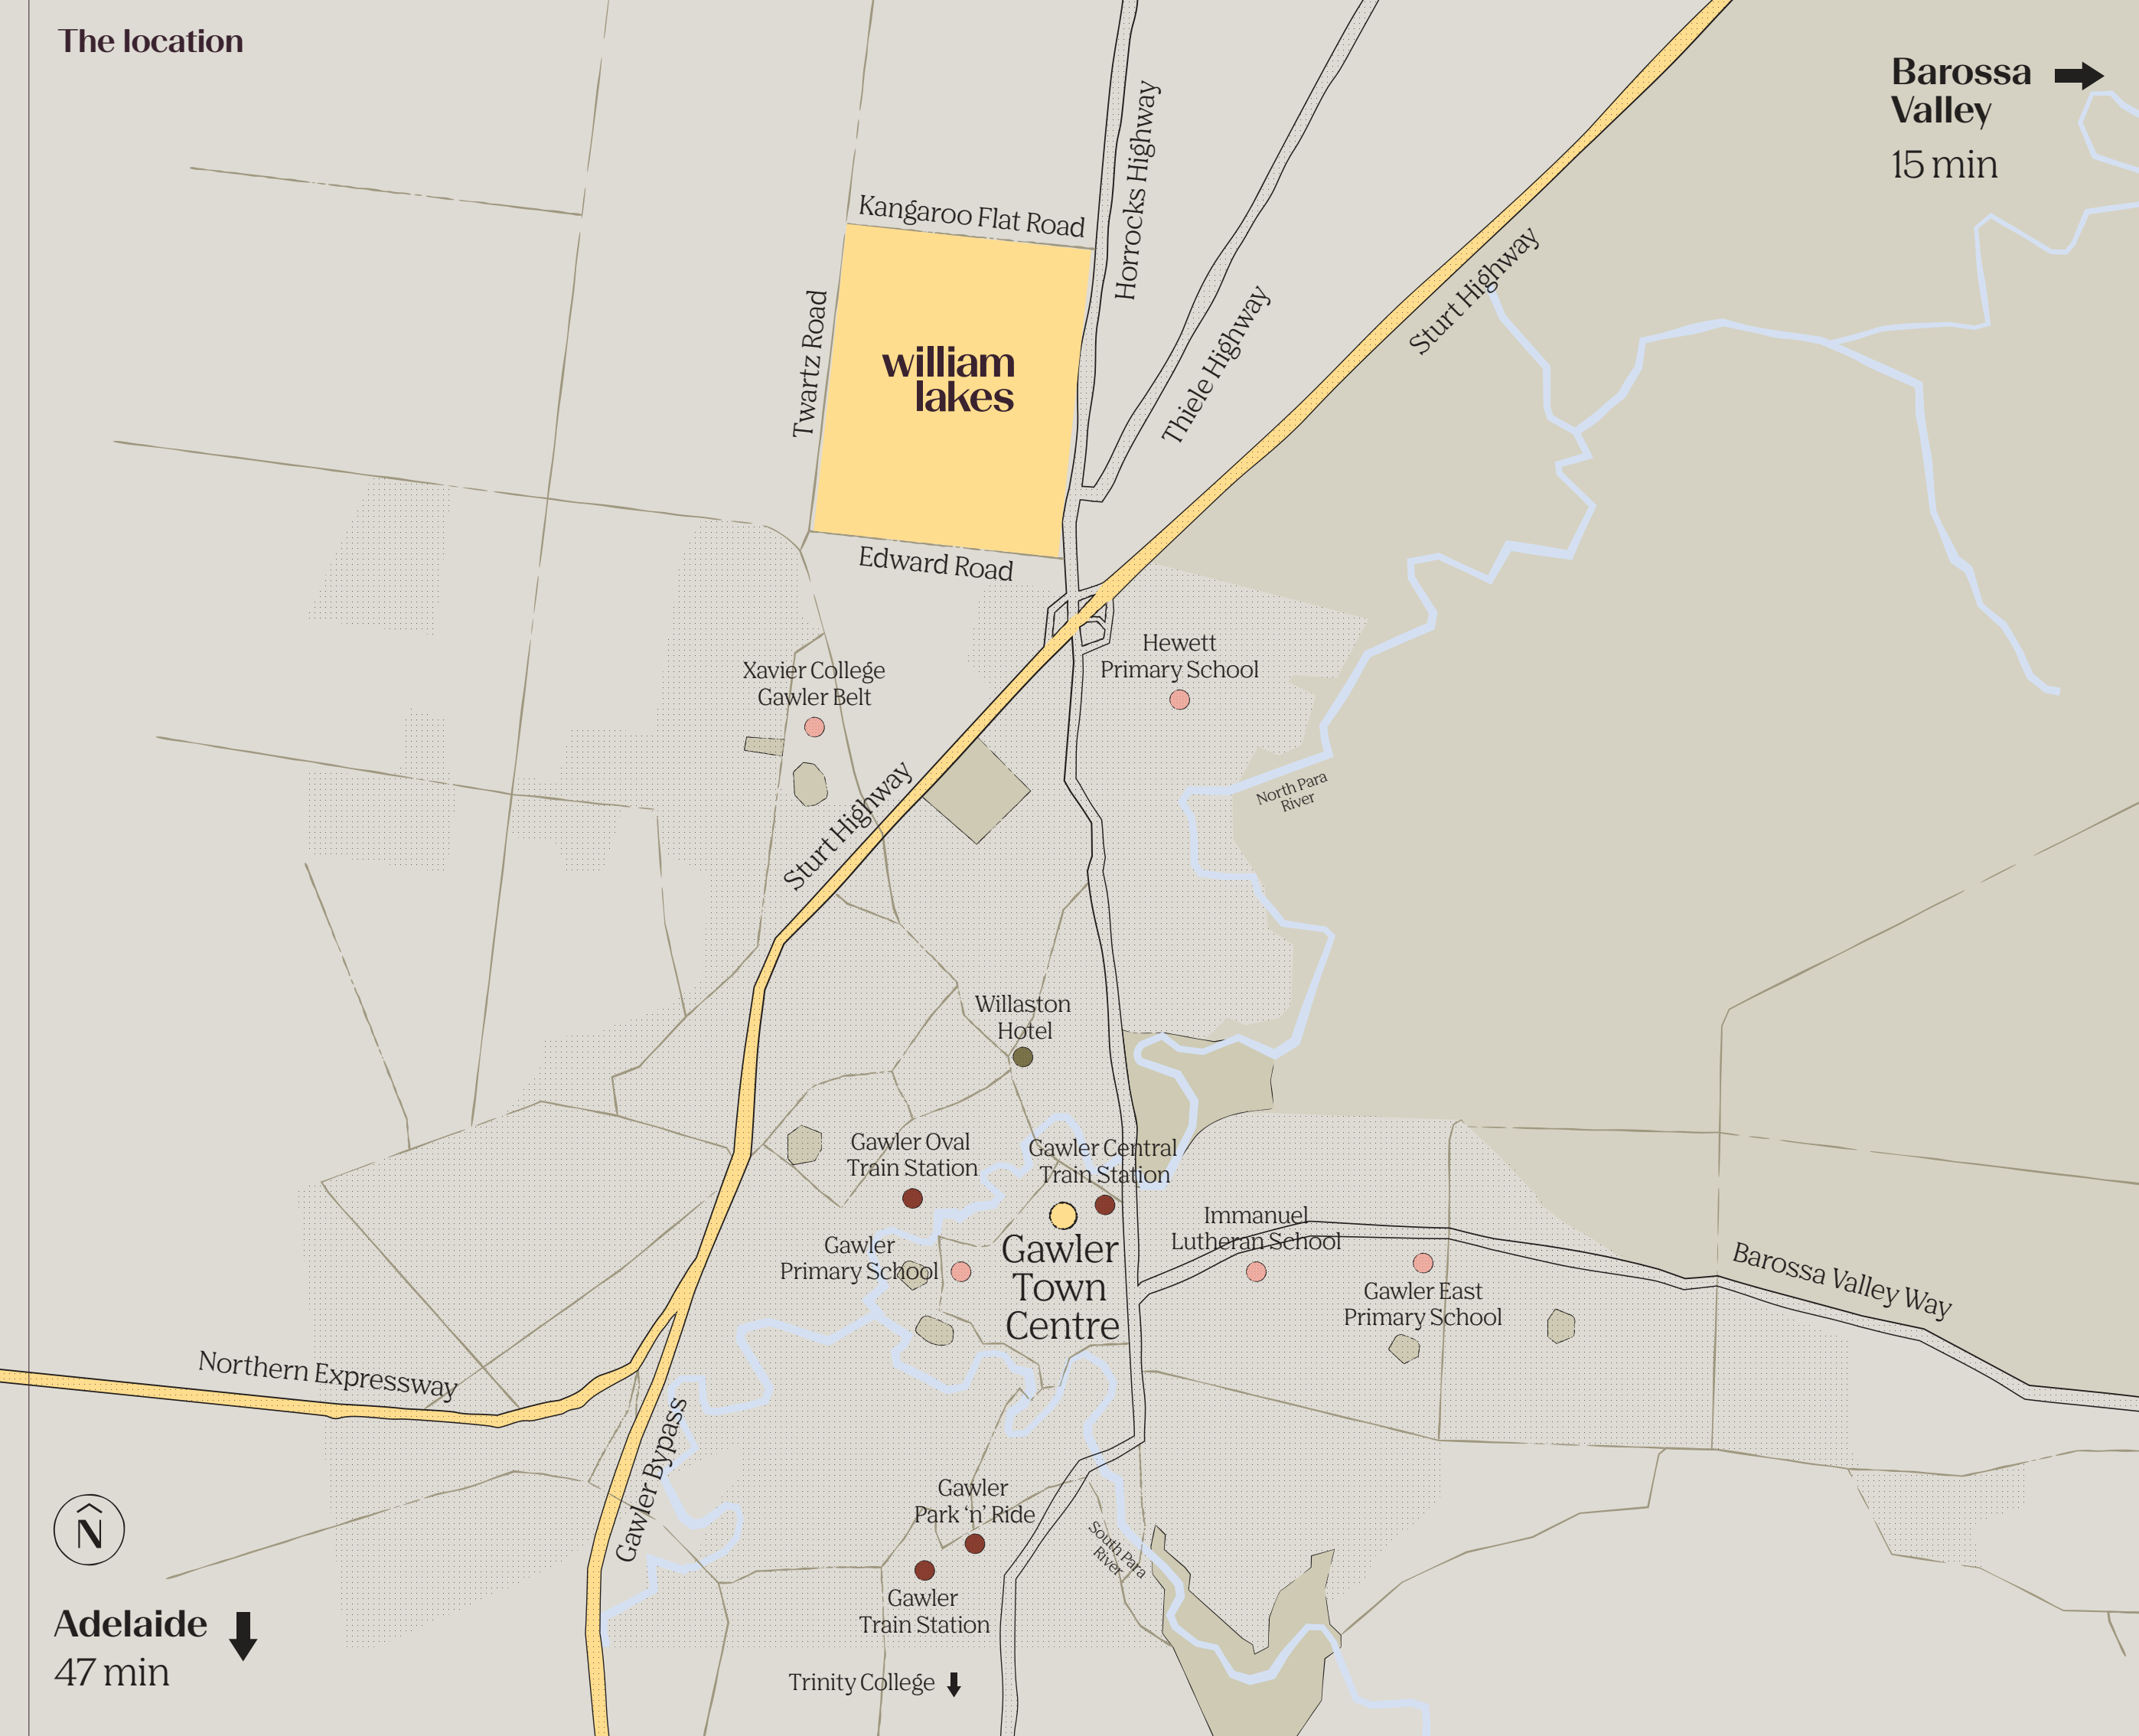 The location
Barossa
Valley
15 min
Horrocks Highway
Kangaroo Flat Road
Thiele Highway
Sturt Highway
Twartz Road
william
lakes
Edward Road
Hewett
Primary School
Xavier College
Gawler Belt
Sturt Highway
North Para
River
Willaston
Hotel
Gawler Oval
Train Station
Gawler Central
Train Station
Immanuel
Lutheran School
Gawler
Primary School
Gawler
Town
Centre
Gawler East
Primary School
Barossa Valley Way
Northern Expressway
Gawler Bypass
Gawler
Park ‘n’ Ride
South Para
River
N
Gawler
Train Station
Adelaide
47 min
Trinity College